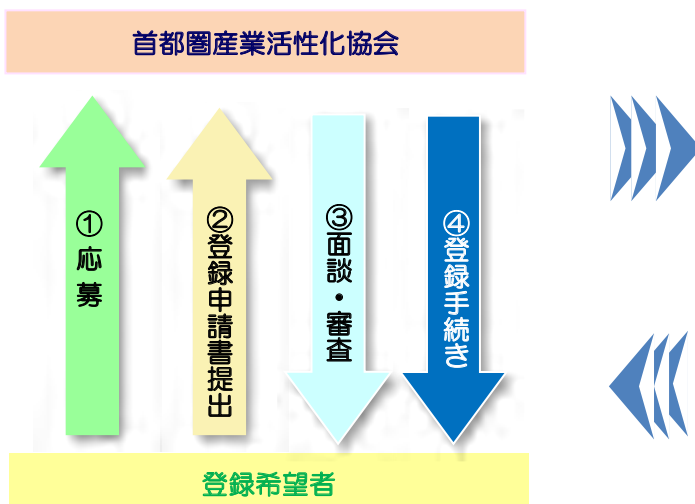 首都圏産業活性化協会
①応募
②登録申請書提出
③面談・審査
④登録手続き
登録希望者